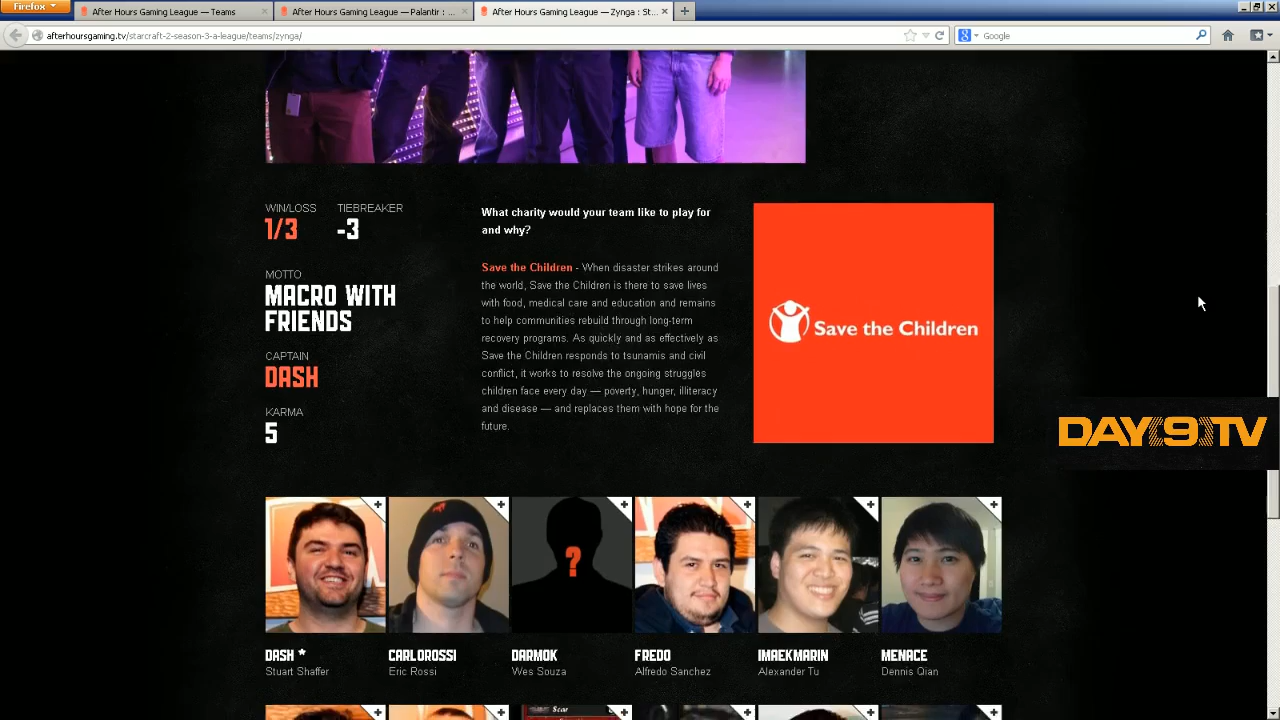 Firefox
After Hours Gaming League — Teams
After Hours Gaming League — Palantir : ...
After Hours Gaming League — Zynga : St...
afterhoursgaming.tv/starcraft-2-season-3-a-league/teams/zynga/
Google
WIN/LOSS
1/3
TIEBREAKER
-3
MOTTO
MACRO WITH
FRIENDS
CAPTAIN
DASH
KARMA
5
What charity would your team like to play for
and why?
Save the Children - When disaster strikes around
the world, Save the Children is there to save lives
with food, medical care and education and remains
to help communities rebuild through long-term
recovery programs. As quickly and as effectively as
Save the Children responds to tsunamis and civil
conflict, it works to resolve the ongoing struggles
children face every day — poverty, hunger, illiteracy
and disease — and replaces them with hope for the
future.
Save the Children
DAY[9]TV
DASH *
Stuart Shaffer
CARLOROSSI
Eric Rossi
DARMOK
Wes Souza
FREDO
Alfredo Sanchez
IMAEKMARIN
Alexander Tu
MENACE
Dennis Qian